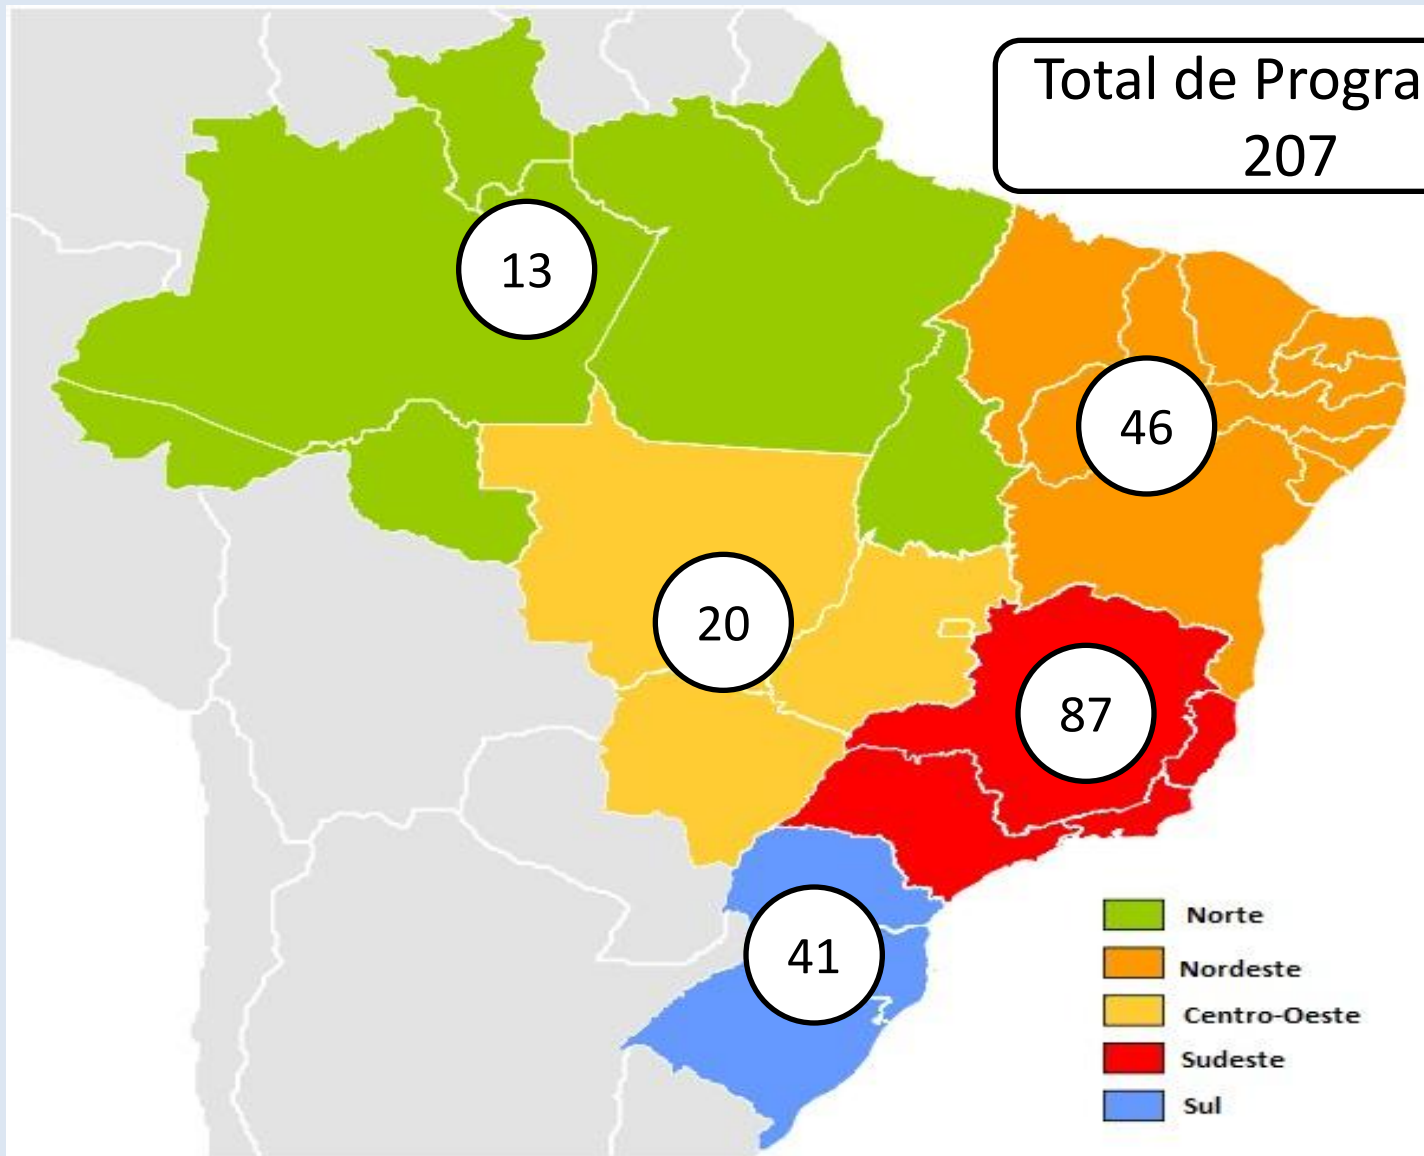 Total de Progra
207
13
46
20
87
41
Norte
Nordeste
Centro-Oeste
Sudeste
Sul